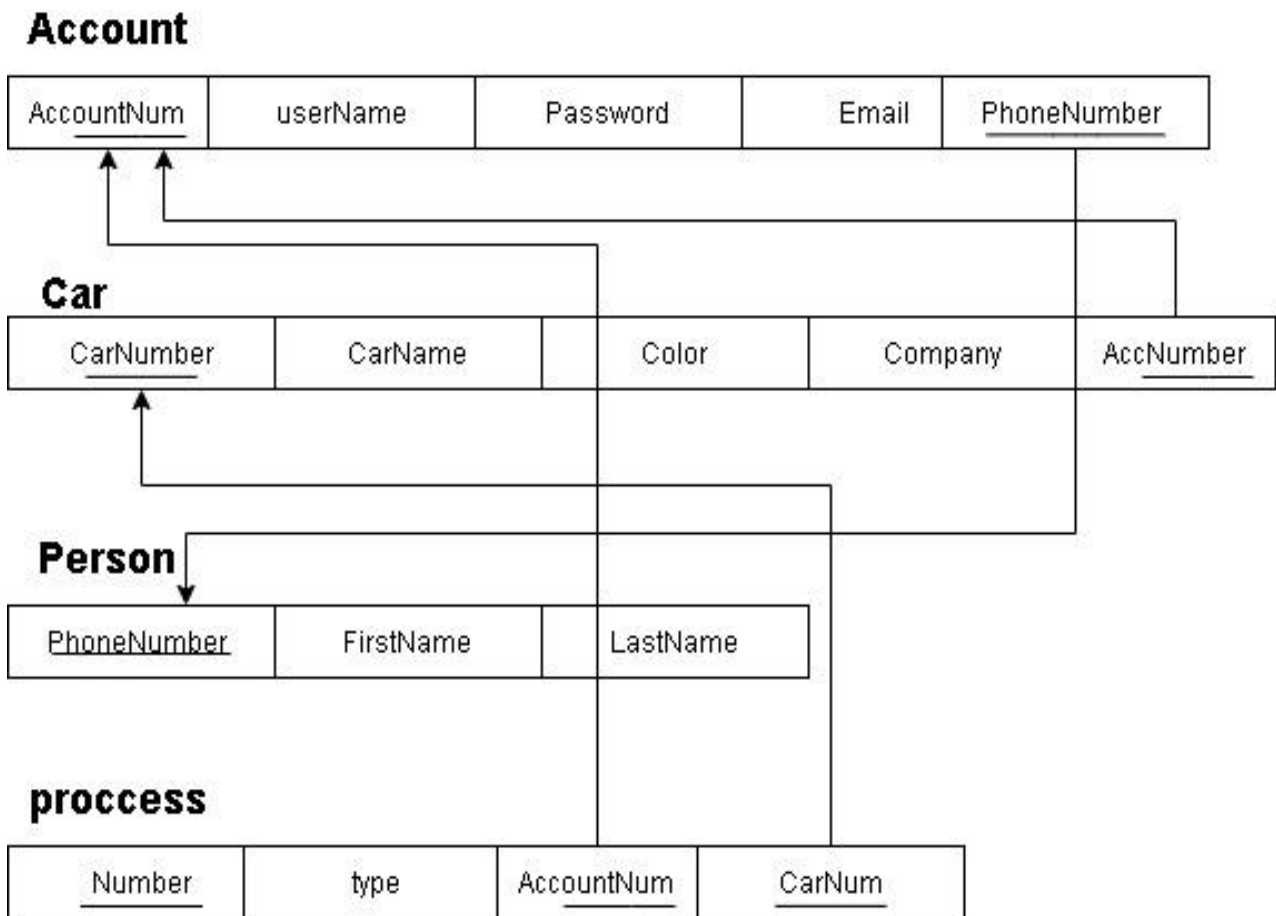 Account
AccountNum userName Password Email PhoneNumber
Car
CarNumber CarName Color Company AccNumber
Person
PhoneNumber FirstName LastName
proccess
Number type AccountNum CarNum